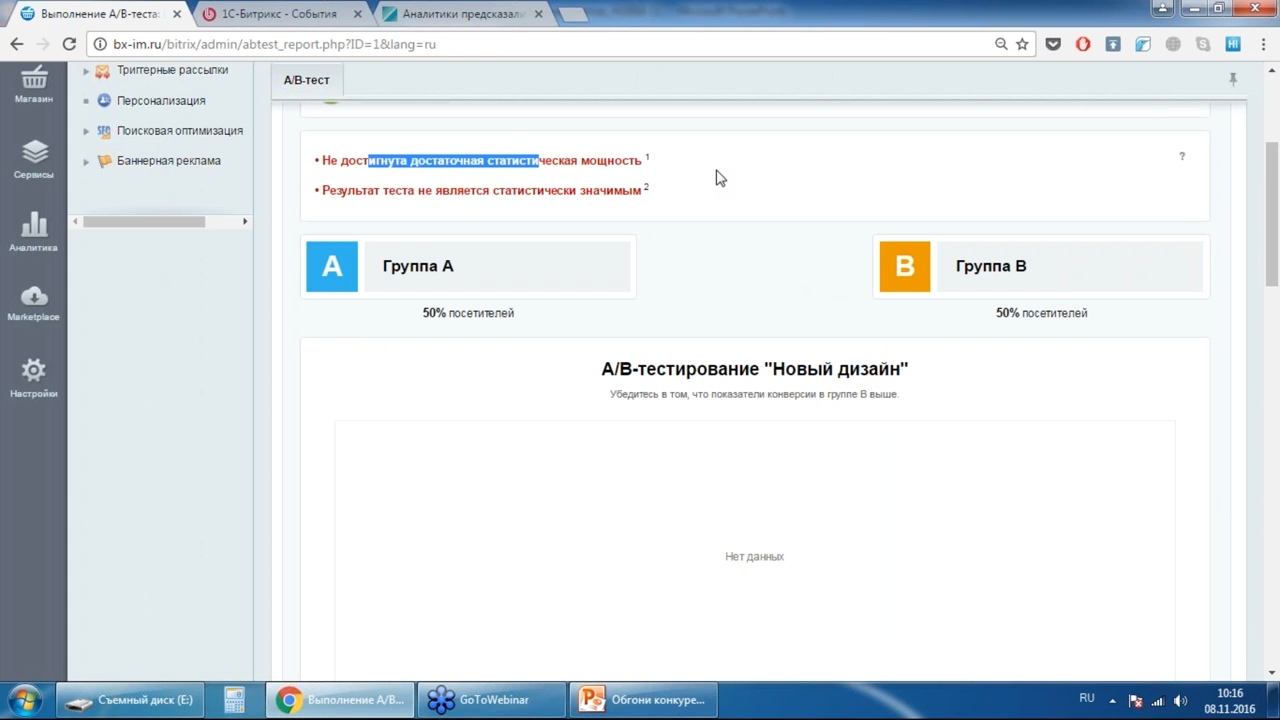 Выполнение А/В-теста:
1С-Битрикс - События
Аналитики предсказали
bx-im.ru/bitrix/admin/abtest_report.php?ID=1&lang=ru
Hi
Магазин
Сервисы
Аналитика
Marketplace
Настройки
Триггерные рассылки
Персонализация
SEO
Поисковая оптимизация
Баннерная реклама
А/В-тест
• Не достигнута достаточная статистическая мощность 1
?
• Результат теста не является статистически значимым 2
A Группа A
B Группа B
50% посетителей
50% посетителей
А/В-тестирование "Новый дизайн"
Убедитесь в том, что показатели конверсии в группе В выше.
Нет данных
Съемный диск (E:)
Выполнение А/В...
GoToWebinar
Обгони конкуре...
RU
10:16
08.11.2016